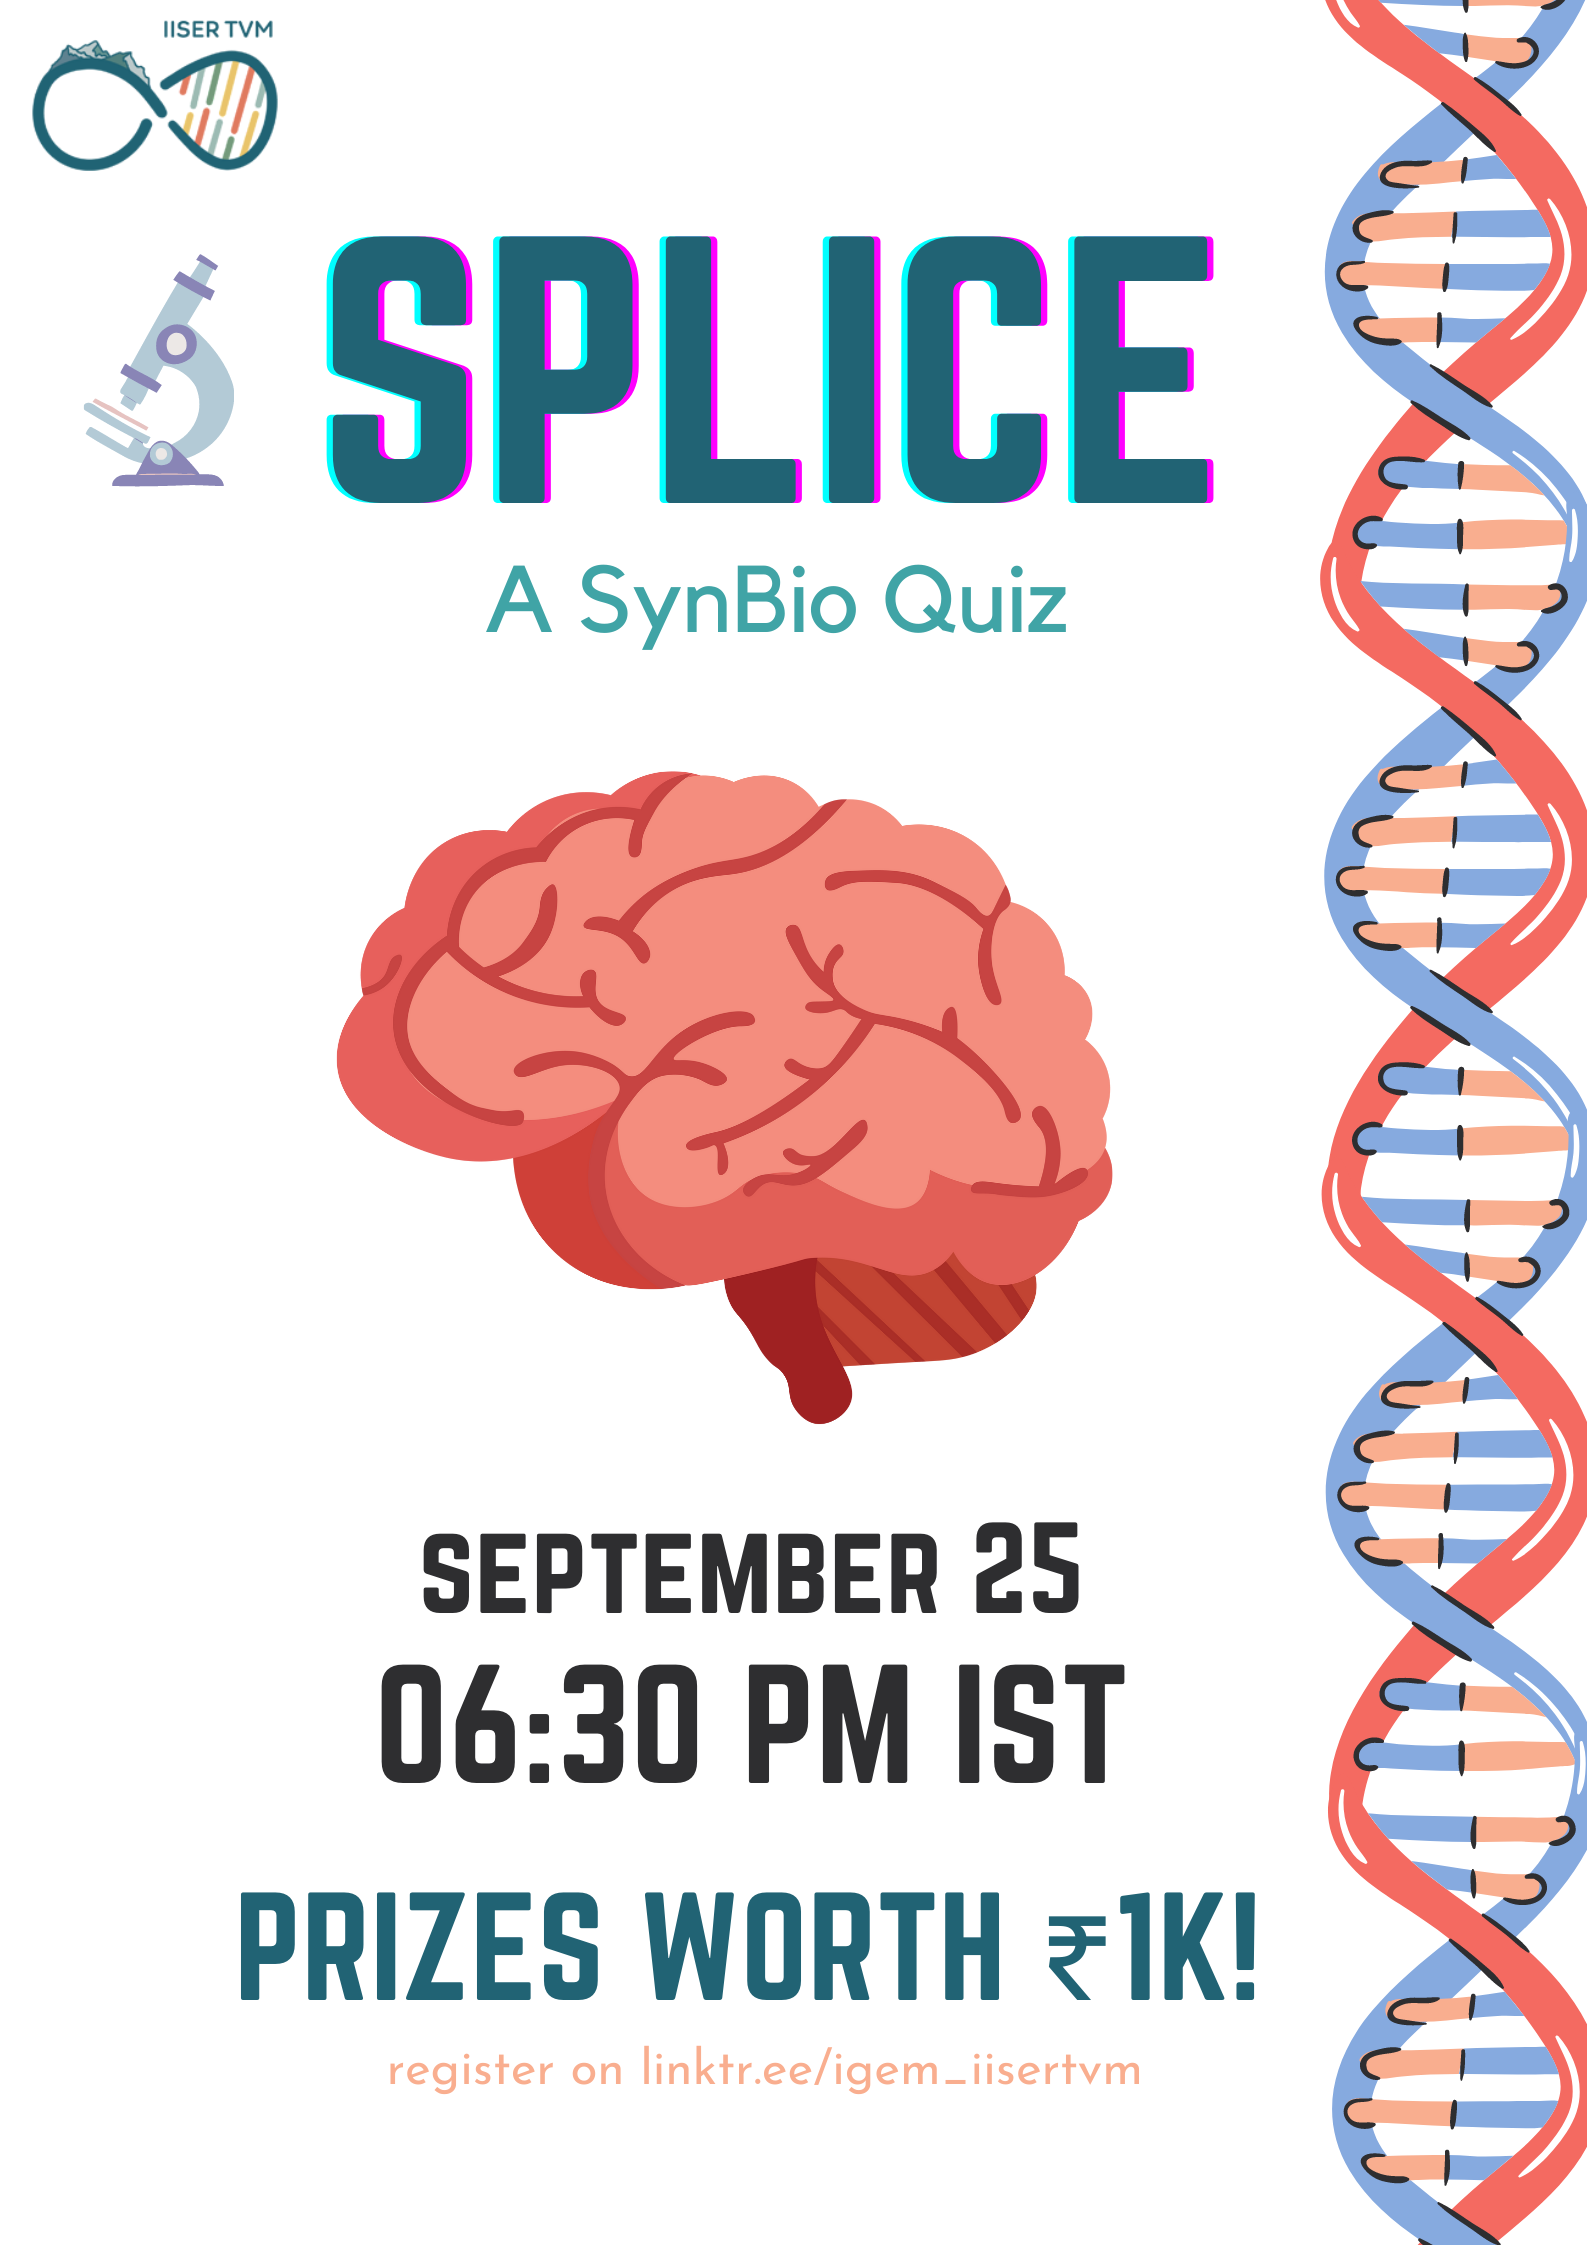 IISER TVM
SPLICE
A SynBio Quiz
SEPTEMBER 25
06:30 PM IST
PRIZES WORTH ₹1K!
register on linktr.ee/igem_iisertvm